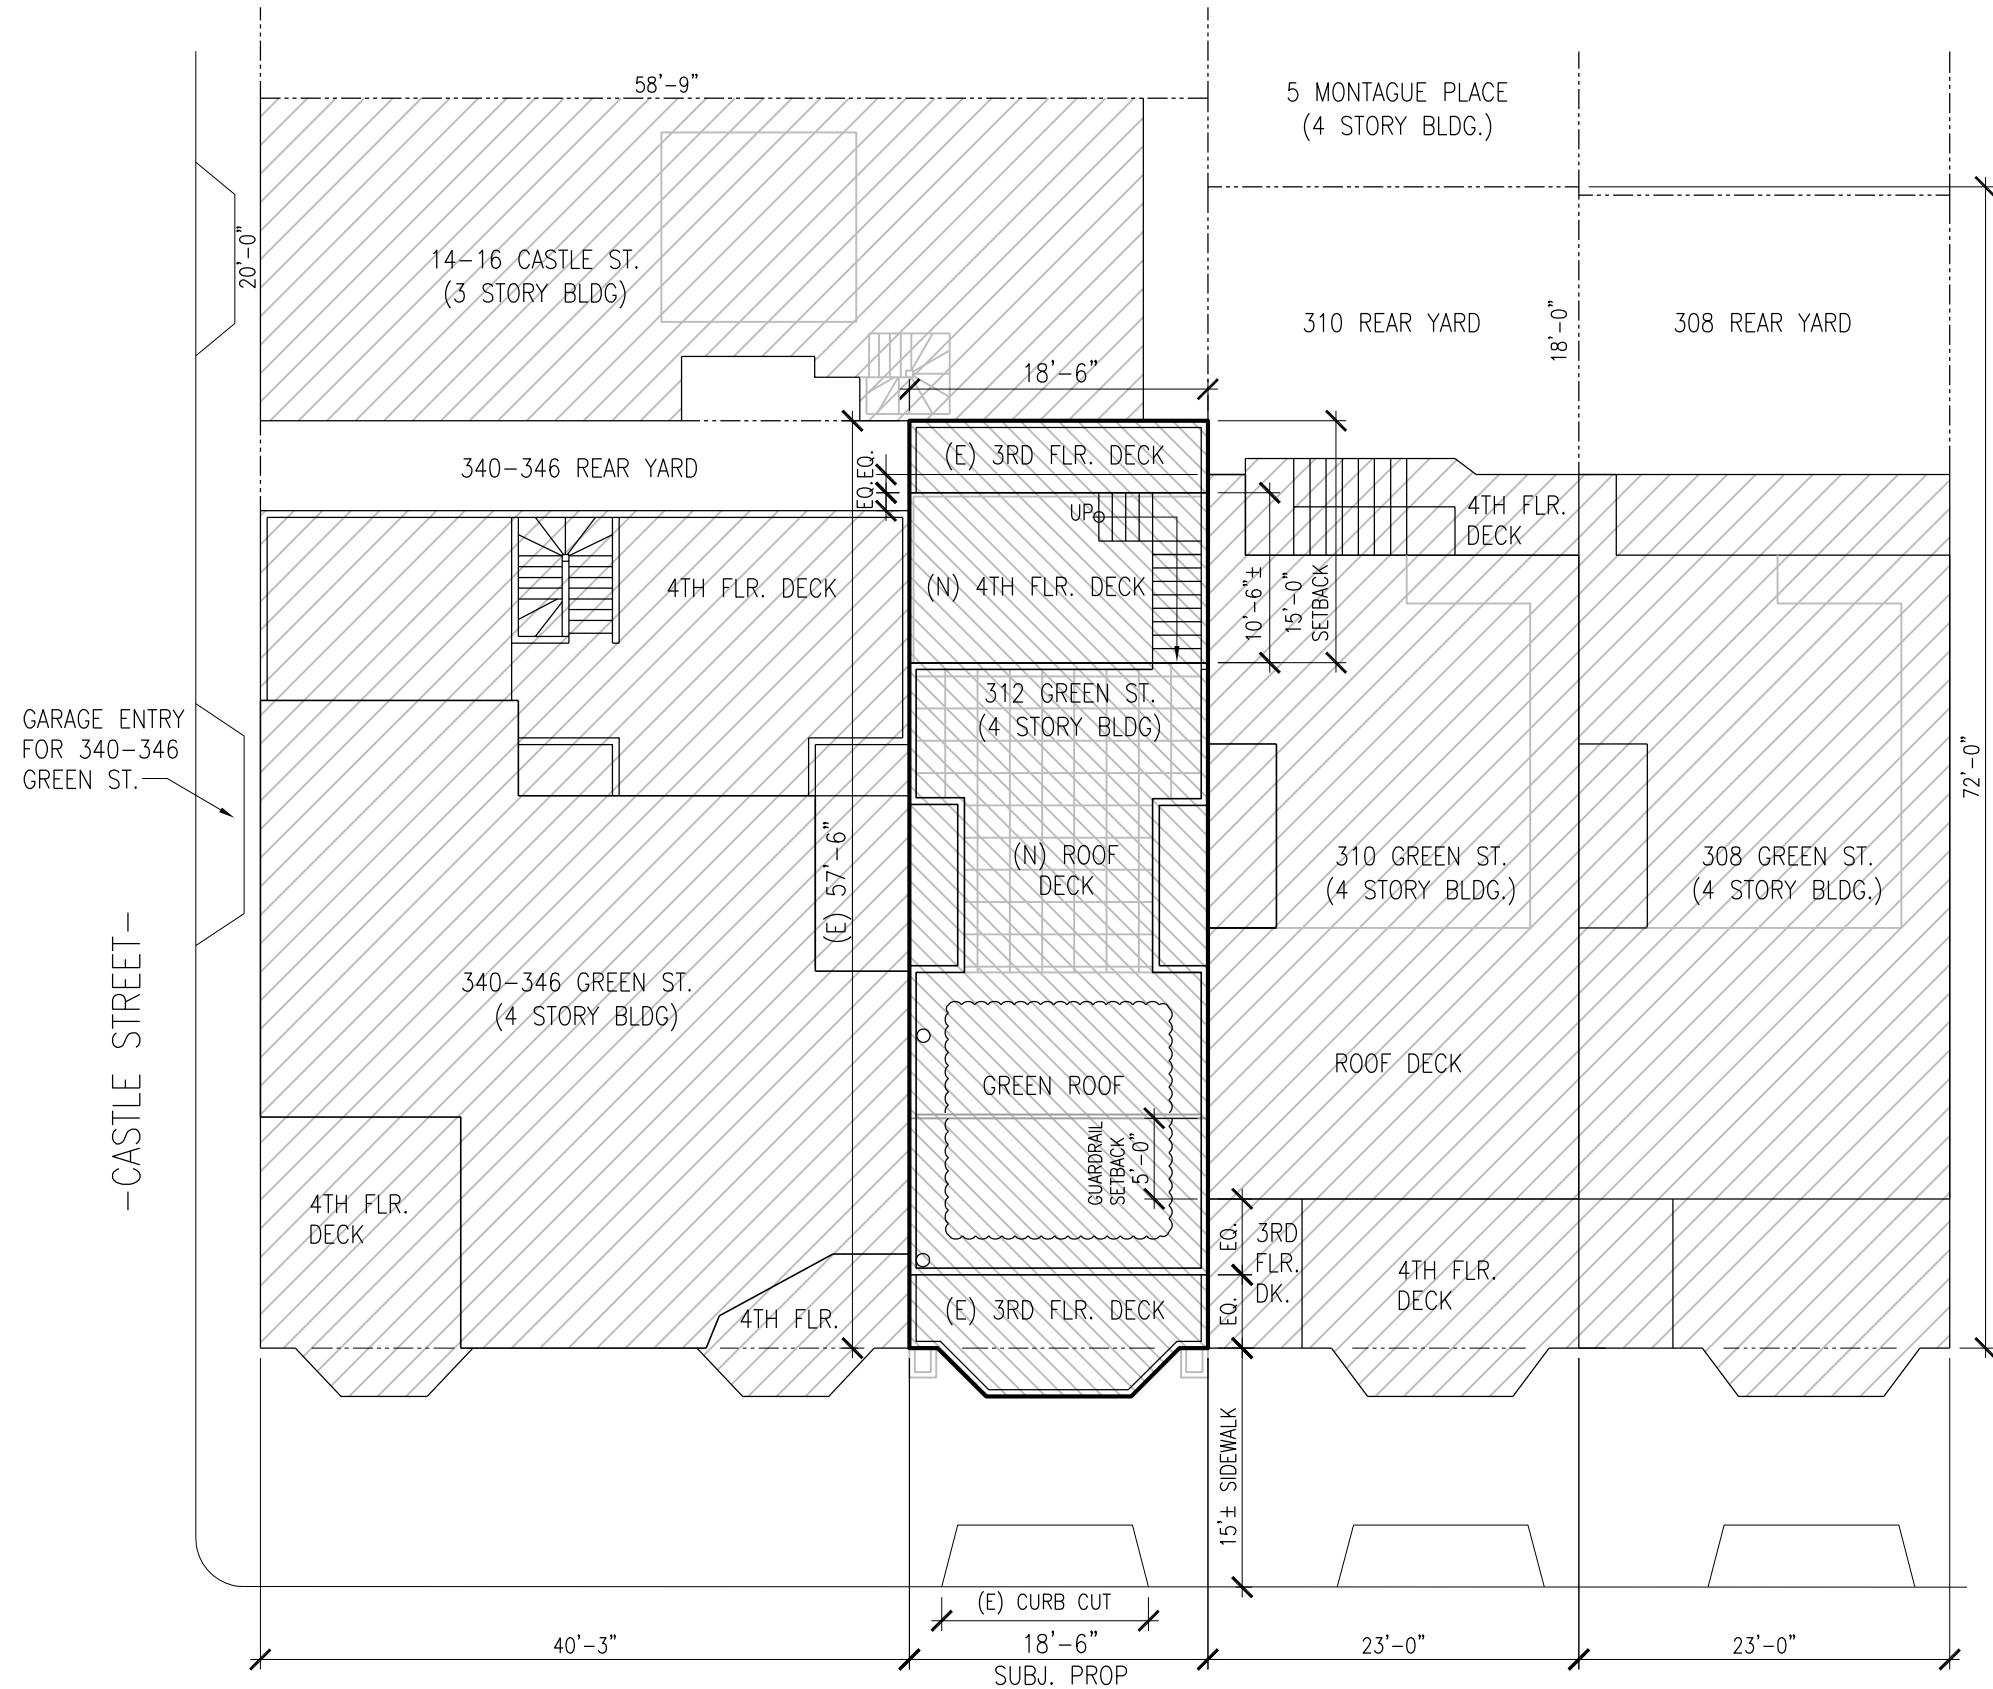 58'-9"
5 MONTAGUE PLACE
(4 STORY BLDG.)
20'-0"
14-16 CASTLE ST.
(3 STORY BLDG)
310 REAR YARD
18'-0"
308 REAR YARD
18'-6"
340-346 REAR YARD
EQ.
EQ.
(E) 3RD FLR. DECK
UP
4TH FLR.
DECK
4TH FLR. DECK
(N) 4TH FLR. DECK
10'-6"±
15'-0"
SETBACK
312 GREEN ST.
(4 STORY BLDG)
GARAGE ENTRY
FOR 340-346
GREEN ST.
72'-0"
(E) 57'-6"
(N) ROOF
DECK
310 GREEN ST.
(4 STORY BLDG.)
308 GREEN ST.
(4 STORY BLDG.)
-CASTLE STREET-
340-346 GREEN ST.
(4 STORY BLDG)
GREEN ROOF
ROOF DECK
GUARDRAIL
SETBACK
5'-0"
4TH FLR.
DECK
EQ.
3RD
FLR.
DK.
4TH FLR.
DECK
EQ.
4TH FLR.
(E) 3RD FLR. DECK
15'± SIDEWALK
(E) CURB CUT
40'-3"
18'-6"
SUBJ. PROP
23'-0"
23'-0"